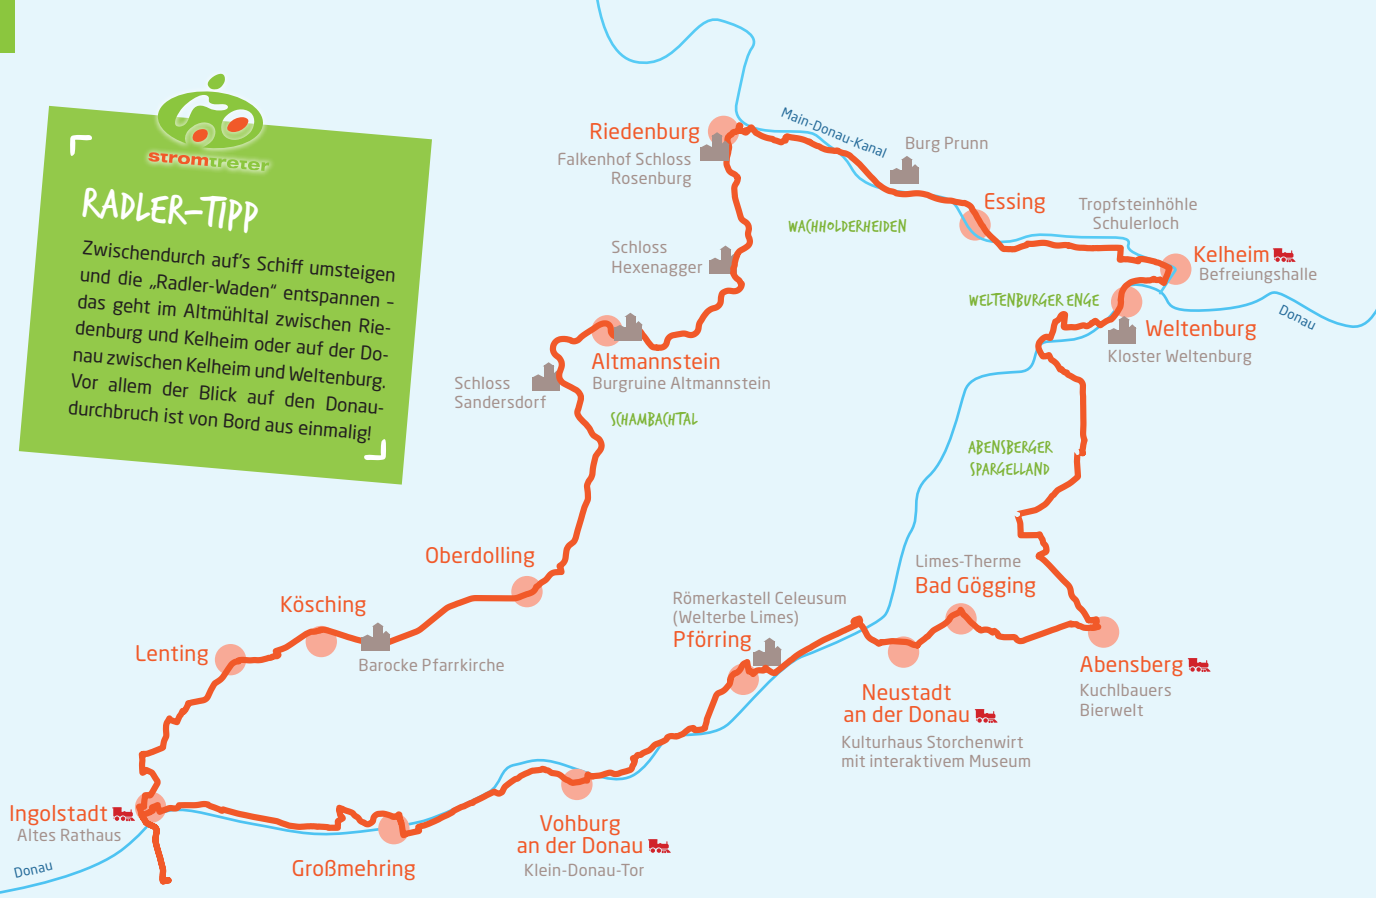 stromtreter
RADLER-TIPP
Zwischendurch auf's Schiff umsteigen
und die „Radler-Waden“ entspannen –
das geht im Altmühltal zwischen Rie-
denburg und Kelheim oder auf der Do-
nau zwischen Kelheim und Weltenburg.
Vor allem der Blick auf den Donau-
durchbruch ist von Bord aus einmalig!
Riedenburg
Falkenhof Schloss
Rosenburg
Main-Donau-Kanal
Burg Prunn
Essing
Tropfsteinhöhle
Schulerloch
Kelheim
Befreiungshalle
WACHHOLDERHEIDEN
Schloss
Hexenagger
WELTENBURGER ENGE
Donau
Weltenburg
Kloster Weltenburg
Altmannstein
Burgruine Altmannstein
Schloss
Sandersdorf
SCHAMBACHTAL
ABENSBERGER
SPARGELLAND
Oberdolling
Limes-Therme
Bad Gögging
Kösching
Römerkastell Celeusum
(Welterbe Limes)
Pförring
Lenting
Barocke Pfarrkirche
Abensberg
Kuchlbauers
Bierwelt
Neustadt
an der Donau
Kulturhaus Storchenwirt
mit interaktivem Museum
Ingolstadt
Altes Rathaus
Vohburg
an der Donau
Klein-Donau-Tor
Großmehring
Donau